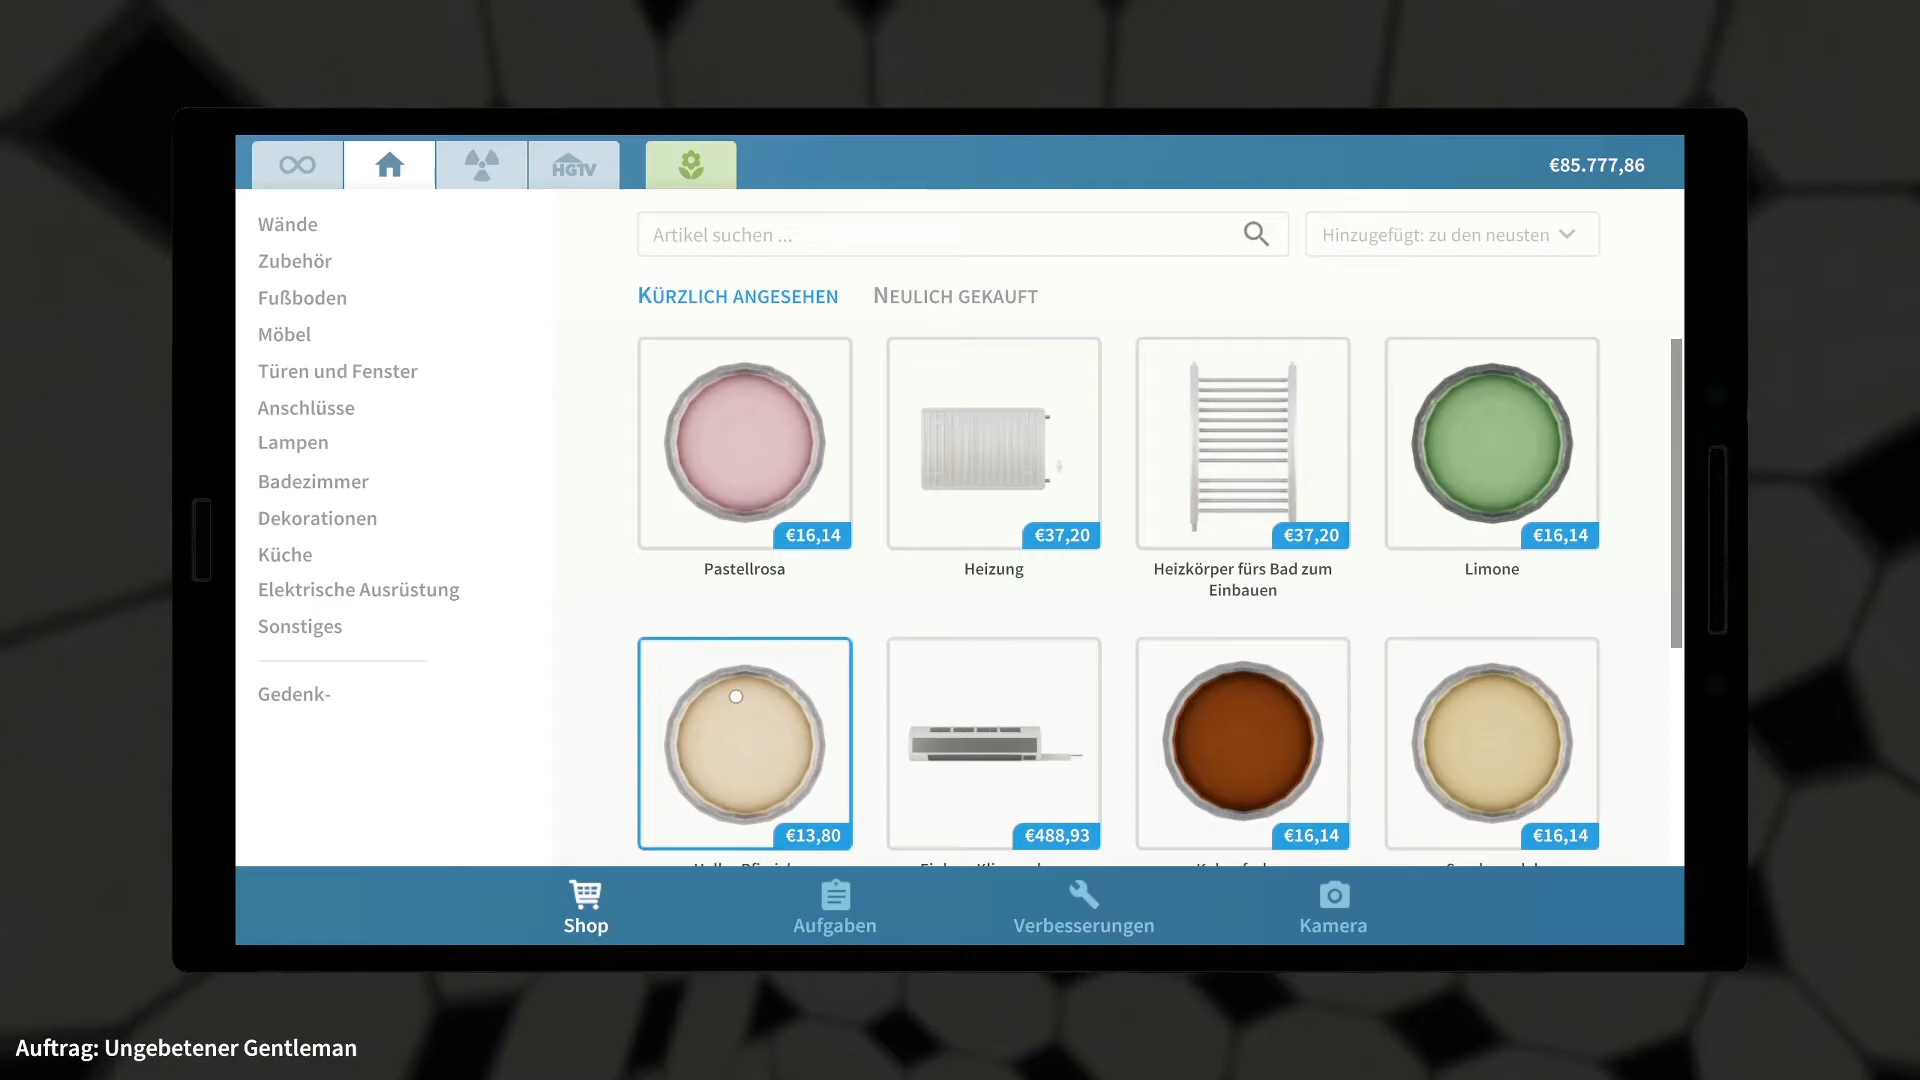 HGTV
€85.777,86
Wände
Zubehör
Fußboden
Möbel
Türen und Fenster
Anschlüsse
Lampen
Badezimmer
Dekorationen
Küche
Elektrische Ausrüstung
Sonstiges
Gedenk-
Artikel suchen ...
Hinzugefügt: zu den neusten
KÜRZLICH ANGESEHEN
NEULICH GEKAUFT
€16,14
€37,20
€37,20
€16,14
Pastellrosa
Heizung
Heizkörper fürs Bad zum
Einbauen
Limone
€13,80
€488,93
€16,14
€16,14
Shop
Aufgaben
Verbesserungen
Kamera
Auftrag: Ungebetener Gentleman